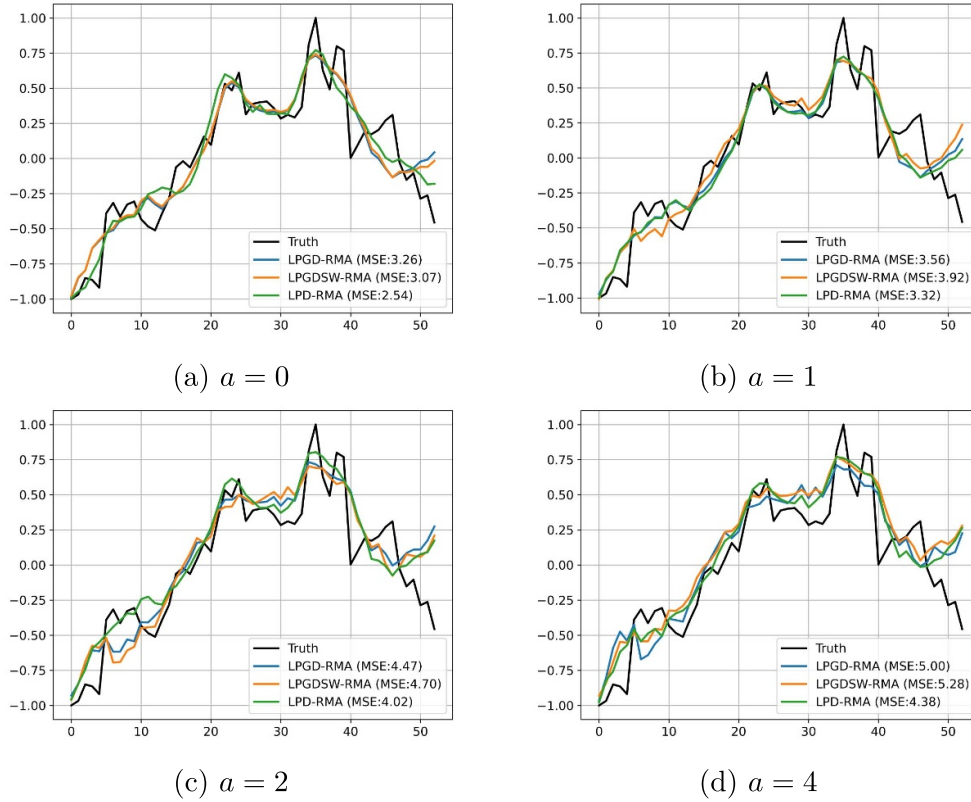 1.00
0.75
0.50
0.25
0.00
−0.25
−0.50
−0.75
−1.00
0 10 20 30 40 50
Truth
LPGD-RMA (MSE:3.26)
LPGDSW-RMA (MSE:3.07)
LPD-RMA (MSE:2.54)
(a) a = 0
1.00
0.75
0.50
0.25
0.00
−0.25
−0.50
−0.75
−1.00
0 10 20 30 40 50
Truth
LPGD-RMA (MSE:3.56)
LPGDSW-RMA (MSE:3.92)
LPD-RMA (MSE:3.32)
(b) a = 1
1.00
0.75
0.50
0.25
0.00
−0.25
−0.50
−0.75
−1.00
0 10 20 30 40 50
Truth
LPGD-RMA (MSE:4.47)
LPGDSW-RMA (MSE:4.70)
LPD-RMA (MSE:4.02)
(c) a = 2
1.00
0.75
0.50
0.25
0.00
−0.25
−0.50
−0.75
−1.00
0 10 20 30 40 50
Truth
LPGD-RMA (MSE:5.00)
LPGDSW-RMA (MSE:5.28)
LPD-RMA (MSE:4.38)
(d) a = 4